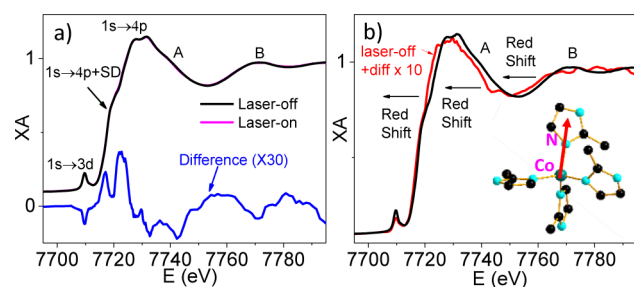 a)
1s→4p
A
B
1s→4p+SD
1s→3d
Laser-off
Laser-on
Difference (X30)
XA
1
0
7700 7720 7740 7760 7780
E (eV)
b)
laser-off
+diff x 10
A
Red
Shift
B
Red
Shift
Red
Shift
N
Co
XA
1
7700 7720 7740 7760 7780
E (eV)